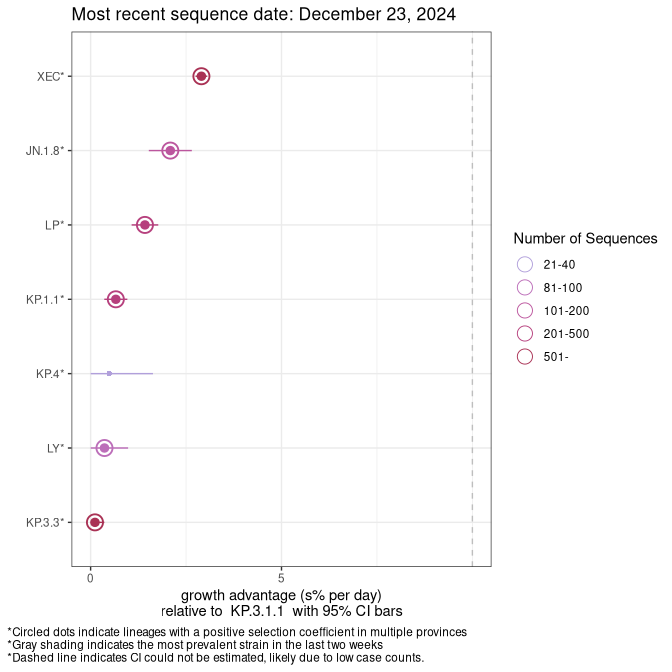 Most recent sequence date: December 23, 2024
XEC*
JN.1.8*
LP*
KP.1.1*
KP.4*
LY*
KP.3.3*
0
5
growth advantage (s% per day)
relative to  KP.3.1.1  with 95% CI bars
Number of Sequences
21-40
81-100
101-200
201-500
501-
*Circled dots indicate lineages with a positive selection coefficient in multiple provinces
*Gray shading indicates the most prevalent strain in the last two weeks
*Dashed line indicates CI could not be estimated, likely due to low case counts.